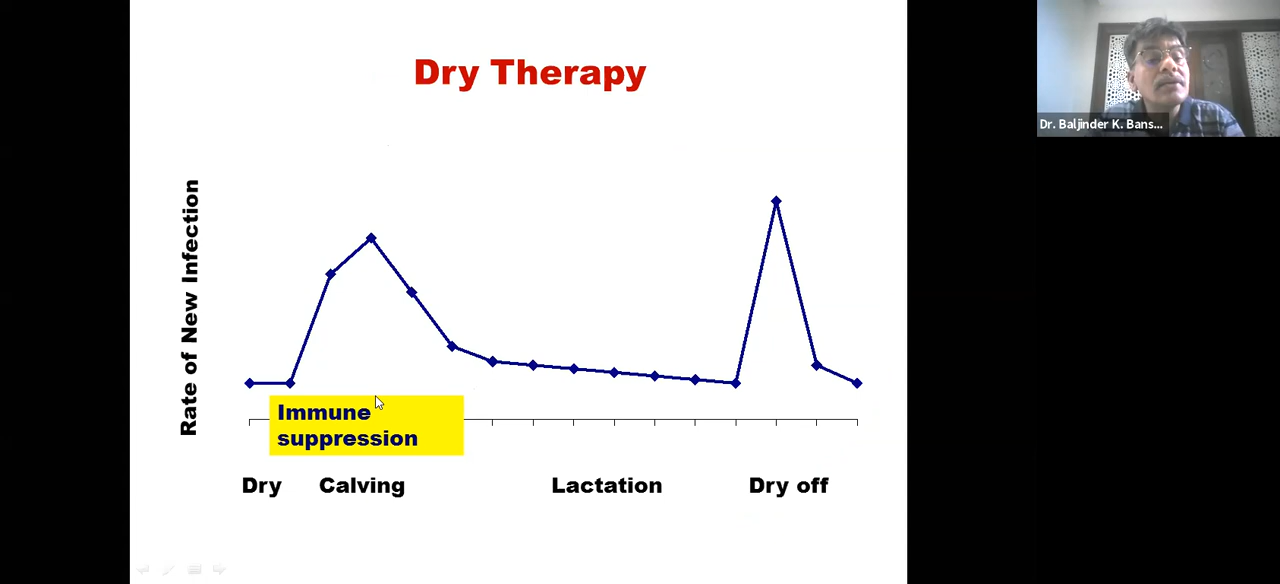 Dry Therapy
Dr. Baljinder K. Bans...
Rate of New Infection
Immune
suppression
Dry Calving Lactation Dry off